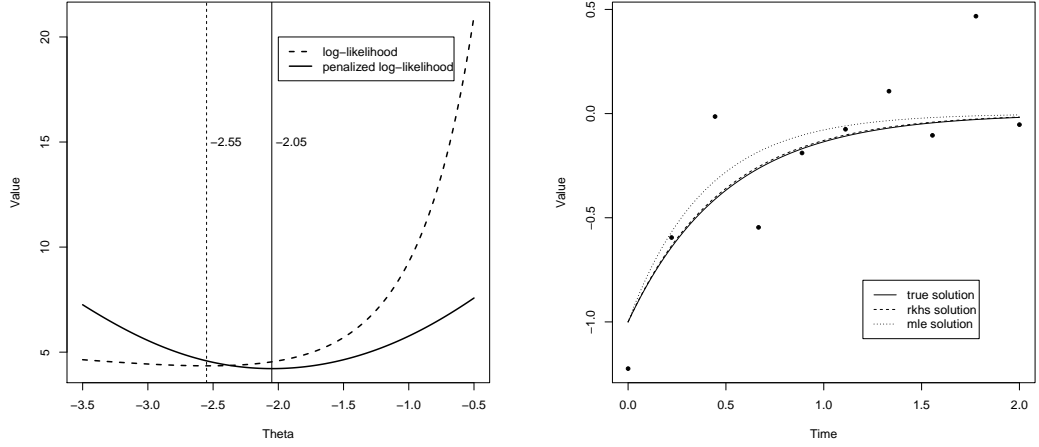 Value
20
15
10
5
log−likelihood
penalized log−likelihood
−2.55
−2.05
−3.5 −3.0 −2.5 −2.0 −1.5 −1.0 −0.5
Theta
Value
0.5
0.0
−0.5
−1.0
true solution
rkhs solution
mle solution
0.0 0.5 1.0 1.5 2.0
Time